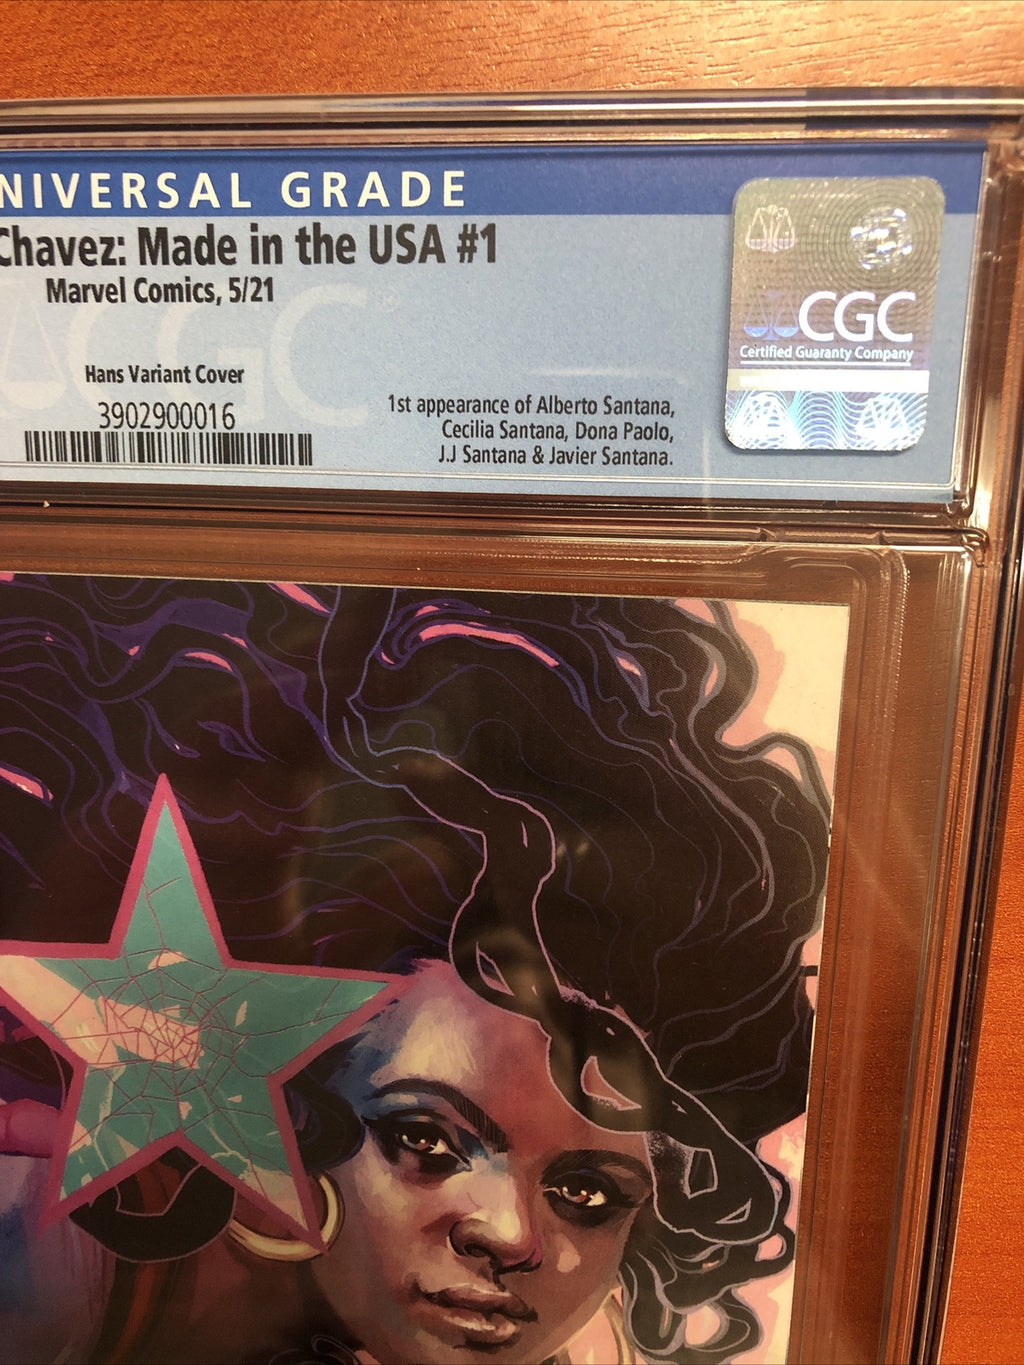 NIVERSAL GRADE
Chavez: Made in the USA #1
Marvel Comics, 5/21
Hans Variant Cover
3902900016
1st appearance of Alberto Santana,
Cecilia Santana, Dona Paolo,
J.J Santana & Javier Santana.
CGC
Certified Guaranty Company
CGC